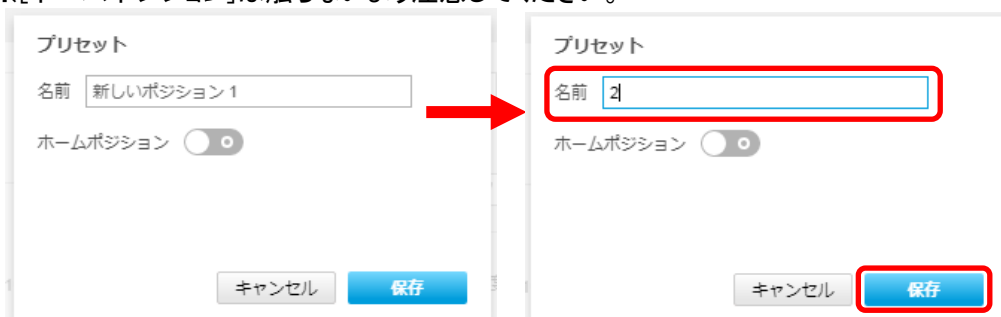 プリセット
名前 新しいポジション 1
ホームポジション
キャンセル 保存
プリセット
名前 2
ホームポジション
キャンセル 保存